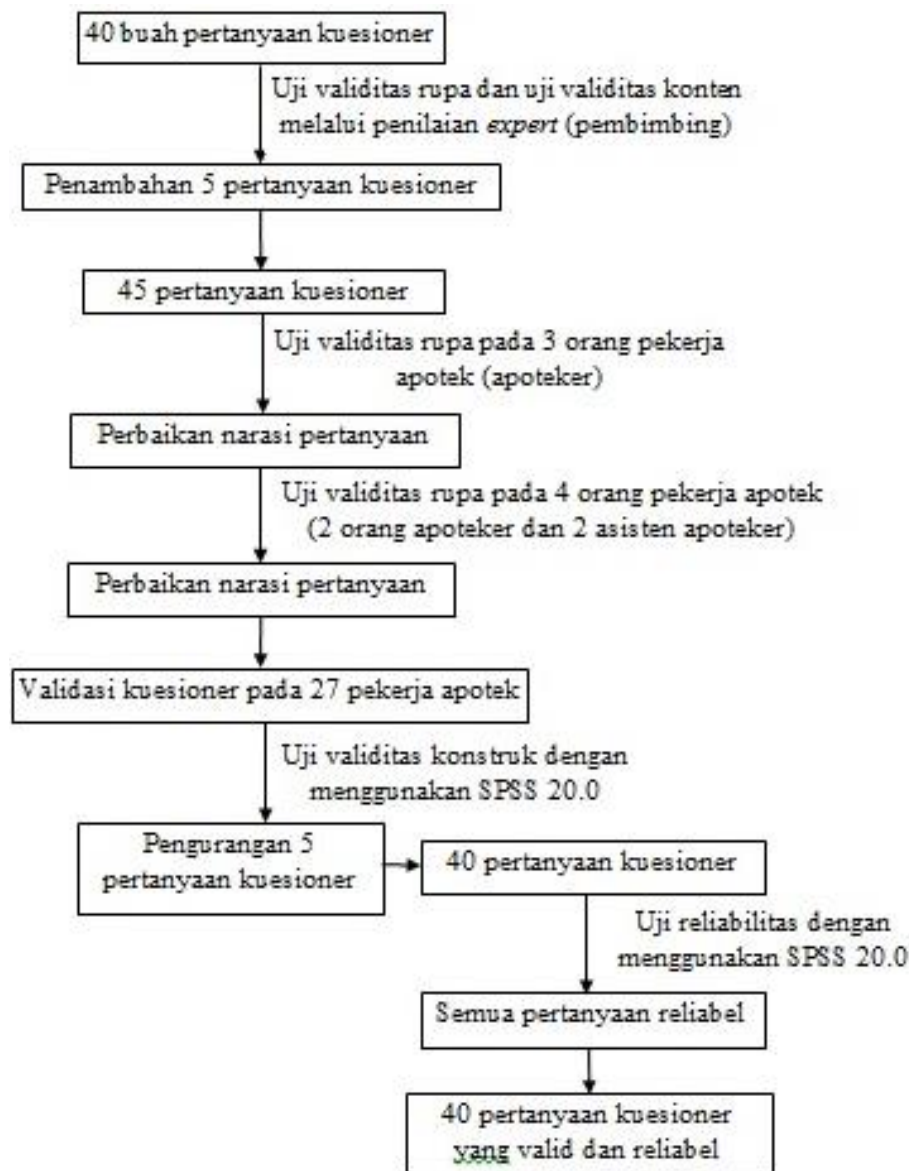 40 buah pertanyaan kuesioner
Uji validitas rupa dan uji validitas konten
melalui penilaian expert (pembimbing)
Penambahan 5 pertanyaan kuesioner
45 pertanyaan kuesioner
Uji validitas rupa pada 3 orang pekerja
apotek (apoteker)
Perbaikan narasi pertanyaan
Uji validitas rupa pada 4 orang pekerja apotek
(2 orang apoteker dan 2 asisten apoteker)
Perbaikan narasi pertanyaan
Validasi kuesioner pada 27 pekerja apotek
Uji validitas konstruk dengan
menggunakan SPSS 20.0
Pengurangan 5
pertanyaan kuesioner
40 pertanyaan kuesioner
Uji reliabilitas dengan
menggunakan SPSS 20.0
Semua pertanyaan reliabel
40 pertanyaan kuesioner
yang valid dan reliabel